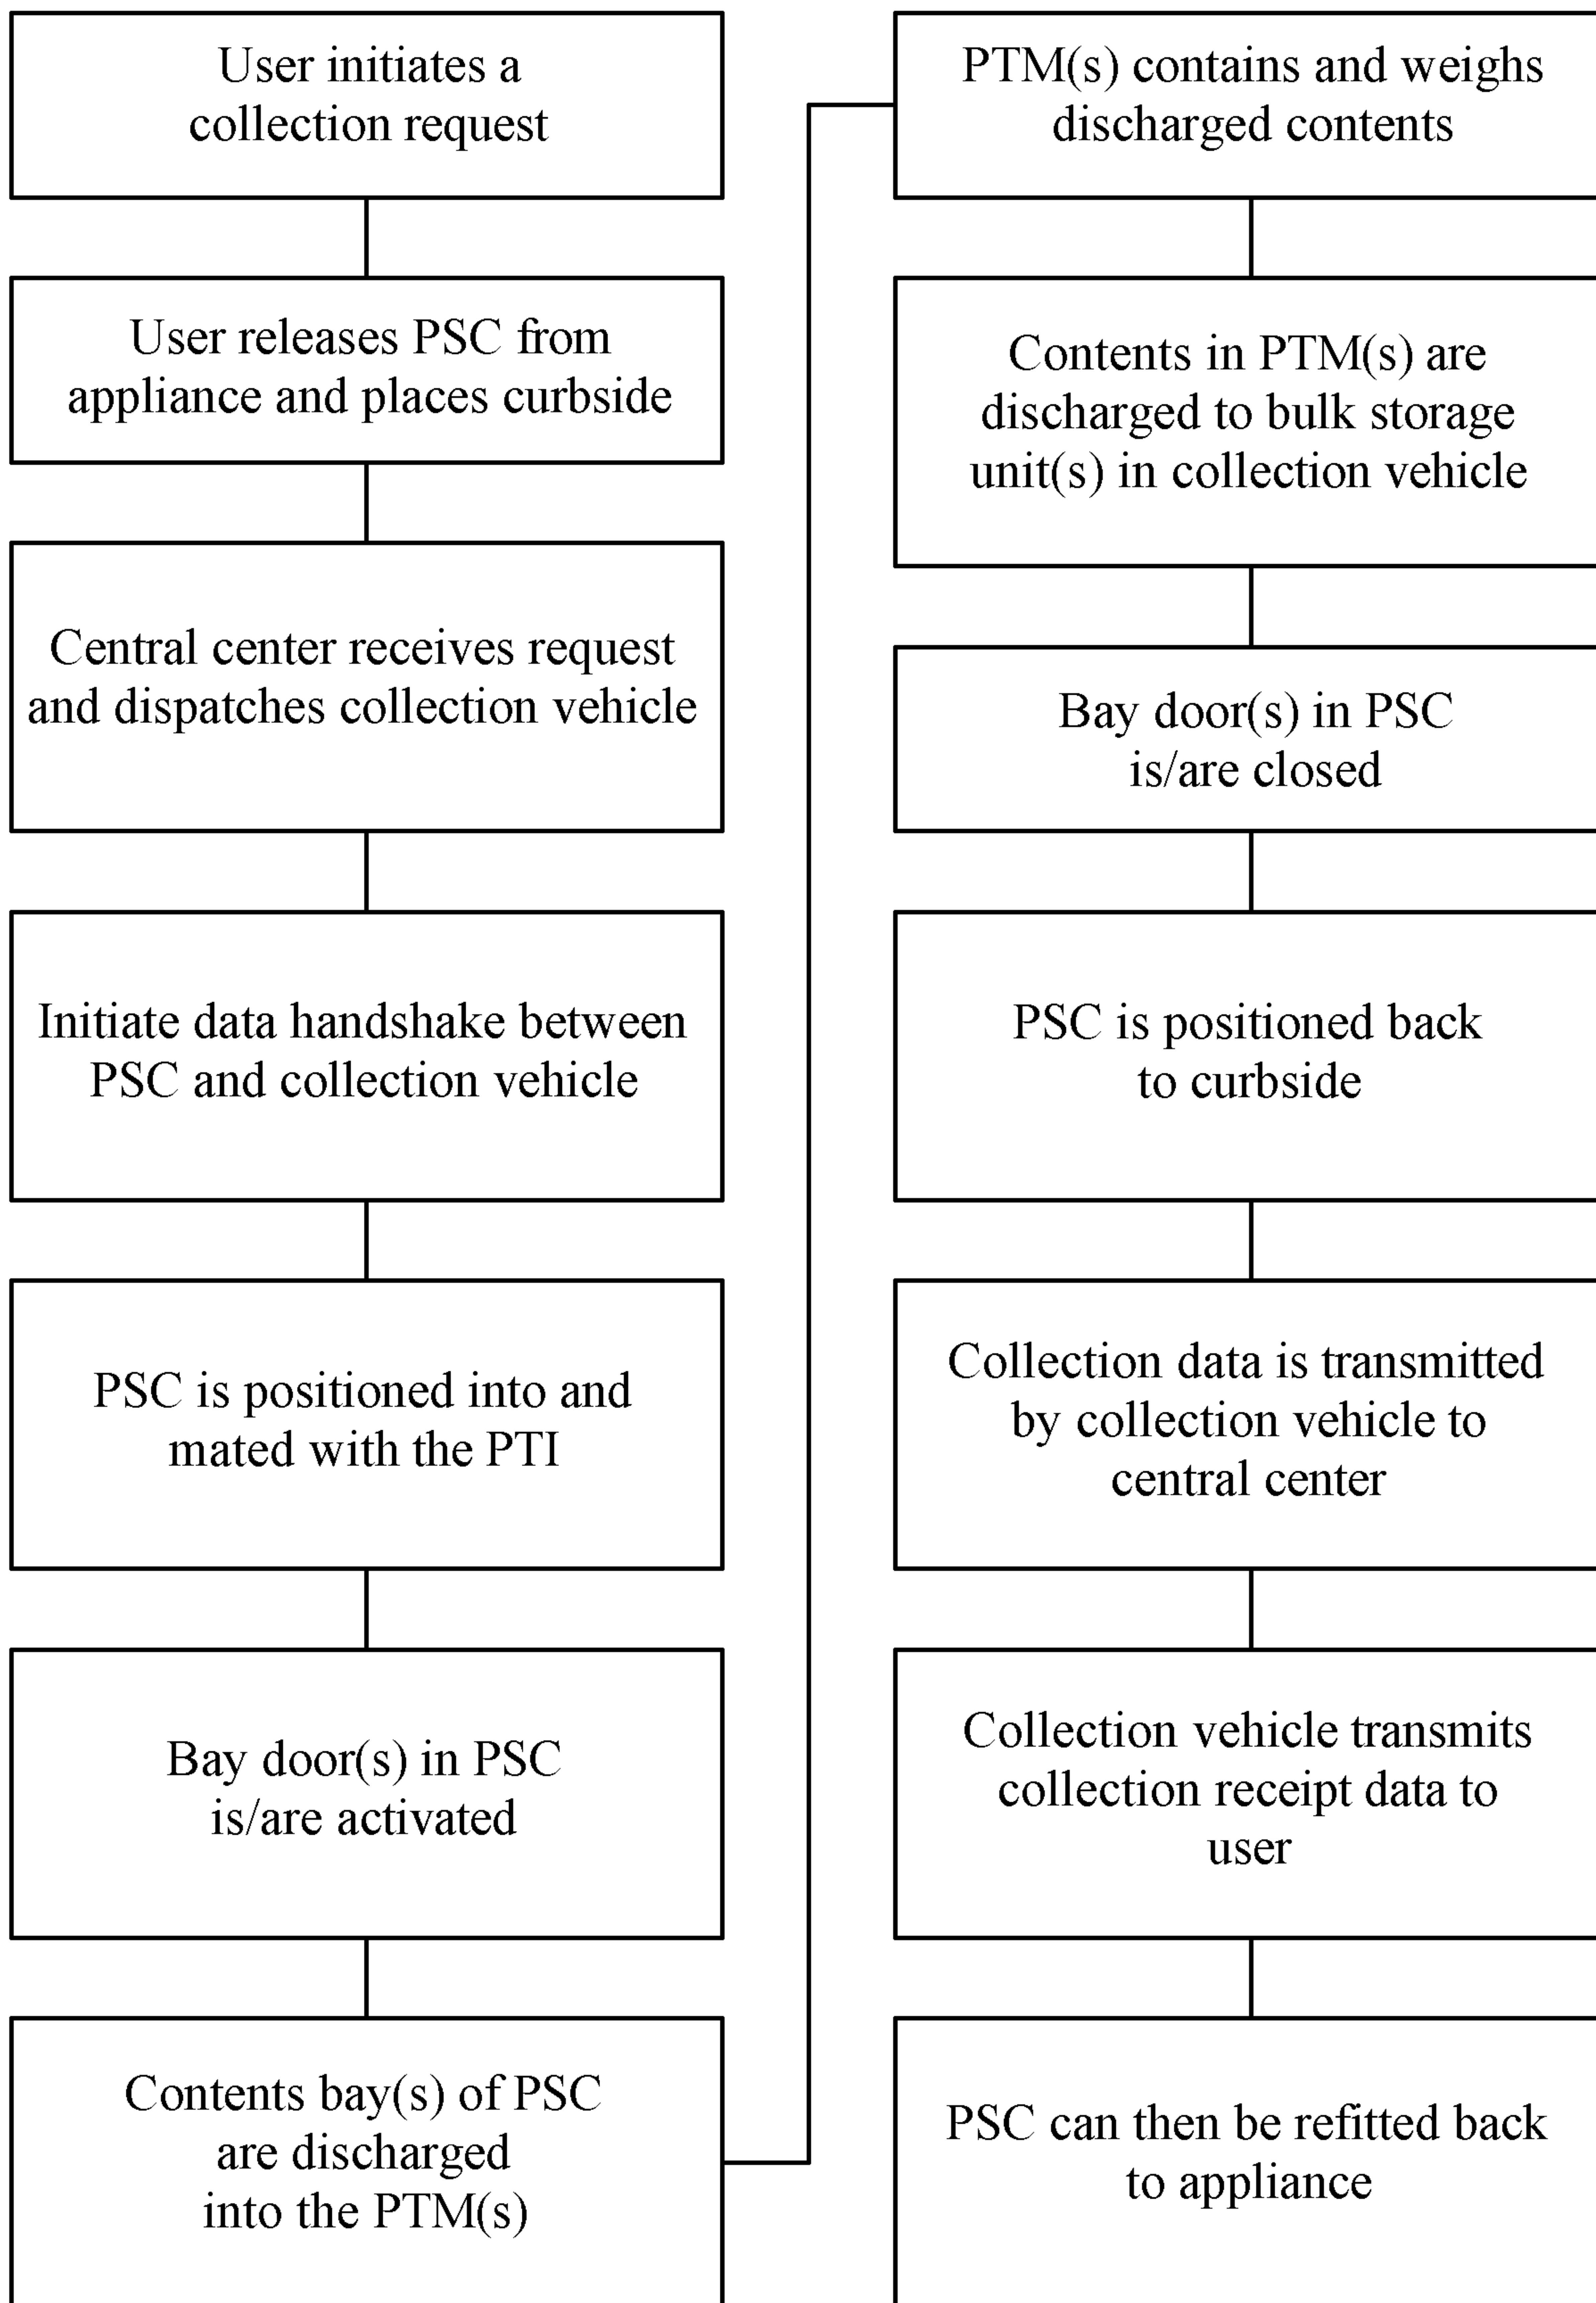 User initiates a
collection request
User releases PSC from
appliance and places curbside
Central center receives request
and dispatches collection vehicle
Initiate data handshake between
PSC and collection vehicle
PSC is positioned into and
mated with the PTI
Bay door(s) in PSC
is/are activated
Contents bay(s) of PSC
are discharged
into the PTM(s)
PTM(s) contains and weighs
discharged contents
Contents in PTM(s) are
discharged to bulk storage
unit(s) in collection vehicle
Bay door(s) in PSC
is/are closed
PSC is positioned back
to curbside
Collection data is transmitted
by collection vehicle to
central center
Collection vehicle transmits
collection receipt data to
user
PSC can then be refitted back
to appliance